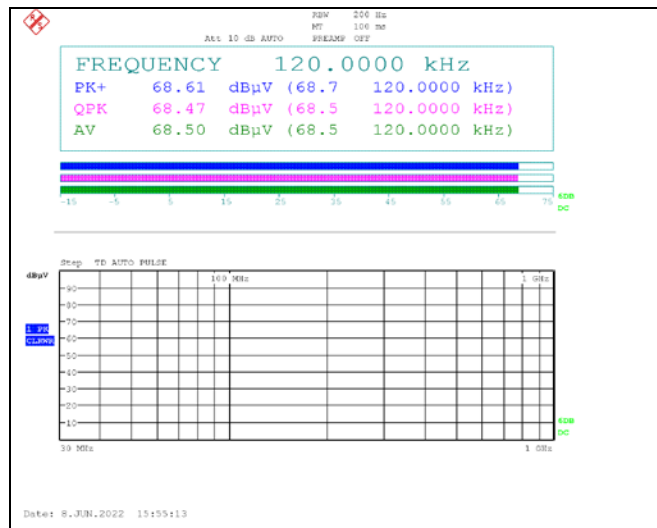 RBW 200 Hz
MT 100 ms
Att 10 dB AUTO PREAMP OFF
FREQUENCY 120.0000 kHz
PK+ 68.61 dBµV (68.7 120.0000 kHz)
QPK 68.47 dBµV (68.5 120.0000 kHz)
AV 68.50 dBµV (68.5 120.0000 kHz)
-15 -5 5 15 25 35 45 55 65 75
6DB
DC
Step TD AUTO PULSE
dBµV
100 MHz 1 GHz
90
80
70
1 PK
CLRWR
60
50
40
30
20
10
6DB
DC
30 MHz 1 GHz
Date: 8.JUN.2022 15:55:13